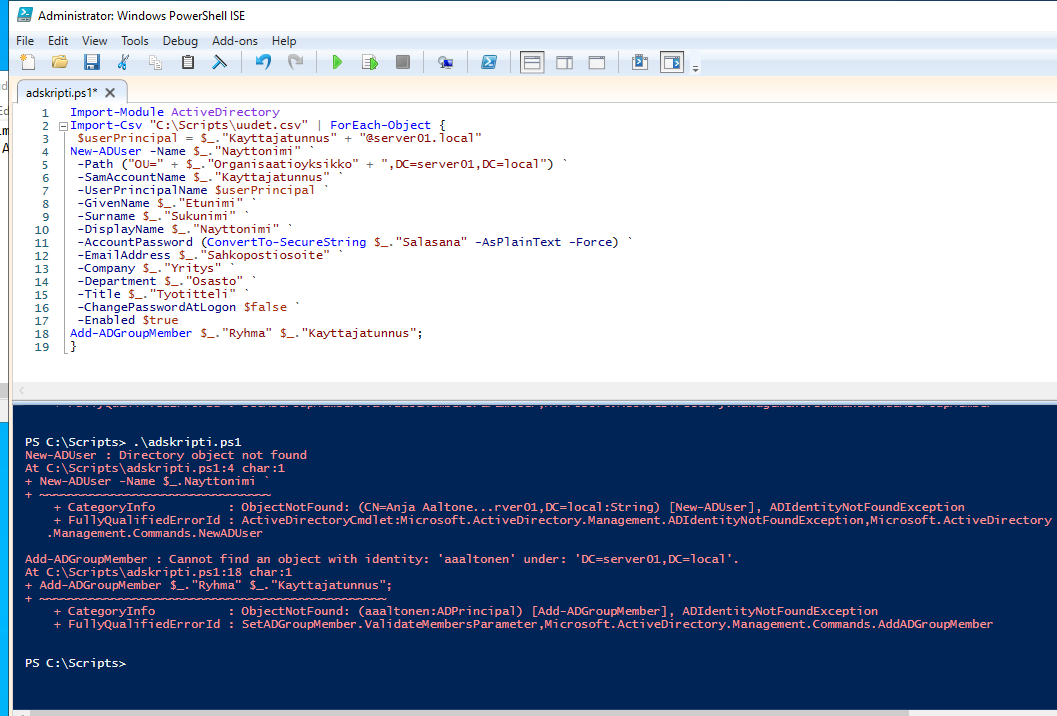 Administrator: Windows PowerShell ISE
File Edit View Tools Debug Add-ons Help
adskripti.ps1* X
1 Import-Module ActiveDirectory
2 Import-Csv "C:\Scripts\uudet.csv" | ForEach-Object {
3 $userPrincipal = $_."Kayttajatunnus" + "@server01.local"
4 New-ADUser -Name $_."Nayttonimi" `
5 -Path ("OU=" + $_."Organisaatioyksikko" + ",DC=server01,DC=local") `
6 -SamAccountName $_."Kayttajatunnus" `
7 -UserPrincipalName $userPrincipal `
8 -GivenName $_."Etunimi" `
9 -Surname $_."Sukunimi" `
10 -DisplayName $_."Nayttonimi" `
11 -AccountPassword (ConvertTo-SecureString $_."Salasana" -AsPlainText -Force) `
12 -EmailAddress $_."Sahkopostiosoite" `
13 -Company $_."Yritys" `
14 -Department $_."Osasto" `
15 -Title $_."Tyotitteli" `
16 -ChangePasswordAtLogon $false `
17 -Enabled $true
18 Add-ADGroupMember $_."Ryhma" $_."Kayttajatunnus";
19 }
PS C:\Scripts> .\adskripti.ps1
New-ADUser : Directory object not found
At C:\Scripts\adskripti.ps1:4 char:1
+ New-ADUser -Name $_.Nayttonimi `
+ ~~~~~~~~~~~~~~~~~~~~~~~~~~~~~~~~
+ CategoryInfo : ObjectNotFound: (CN=Anja Aaltone...rver01,DC=local:String) [New-ADUser], ADIdentityNotFoundException
+ FullyQualifiedErrorId : ActiveDirectoryCmdlet:Microsoft.ActiveDirectory.Management.ADIdentityNotFoundException,Microsoft.ActiveDirectory
.Management.Commands.NewADUser
Add-ADGroupMember : Cannot find an object with identity: 'aaaltonen' under: 'DC=server01,DC=local'.
At C:\Scripts\adskripti.ps1:18 char:1
+ Add-ADGroupMember $_."Ryhma" $_."Kayttajatunnus";
+ ~~~~~~~~~~~~~~~~~~~~~~~~~~~~~~~~~~~~~~~~~~~~~~~~
+ CategoryInfo : ObjectNotFound: (aaaltonen:ADPrincipal) [Add-ADGroupMember], ADIdentityNotFoundException
+ FullyQualifiedErrorId : SetADGroupMember.ValidateMembersParameter,Microsoft.ActiveDirectory.Management.Commands.AddADGroupMember
PS C:\Scripts>